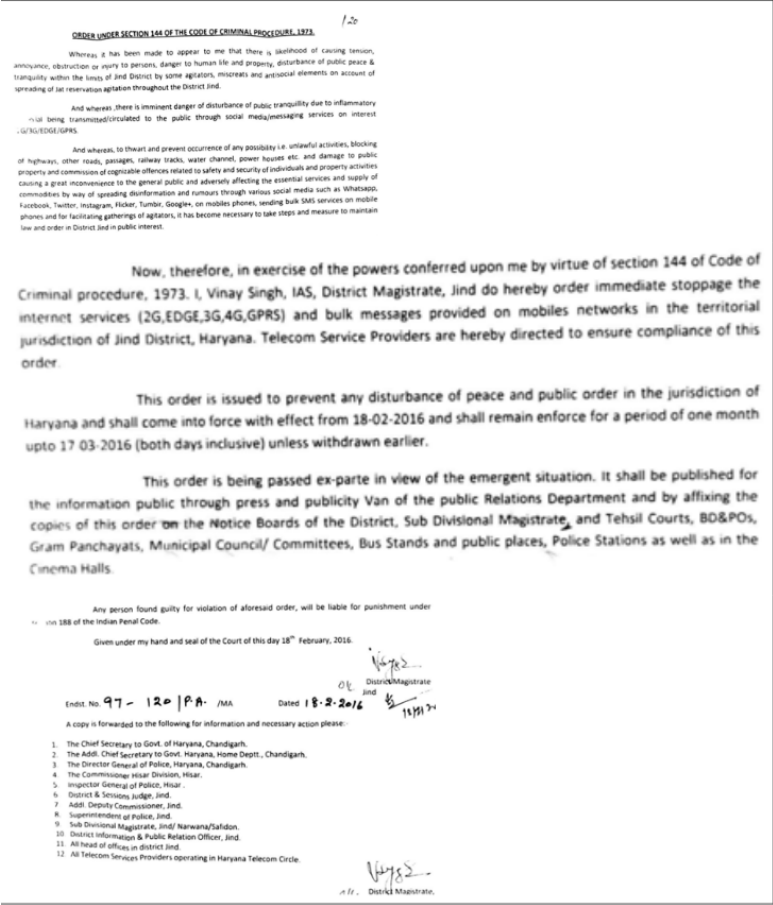 /20
ORDER UNDER SECTION 144 OF THE CODE OF CRIMINAL PROCEDURE, 1973.
Whereas it has been made to appear to me that there is likelihood of causing tension,
annoyance, obstruction or injury to persons, danger to human life and property, disturbance of public peace &
tranquility within the limits of Jind District by some agitators, miscreats and antisocial elements on account of
spreading of Jat reservation agitation throughout the District Jind.
And whereas ,there is imminent danger of disturbance of public tranquillity due to inflammatory
being transmitted/circulated to the public through social media/messaging services on interest
G/3G/EDGE/GPRS.
And whereas, to thwart and prevent occurrence of any possibility i.e. unlawful activities, blocking
of highways, other roads, passages, railway tracks, water channel, power houses etc. and damage to public
property and commission of cognizable offences related to safety and security of individuals and property activities
causing a great inconvenience to the general public and adversely affecting the essential services and supply of
commodities by way of spreading disinformation and rumours through various social media such as Whatsapp,
Facebook, Twitter, Instagram, Flicker, Tumbir, Google+, on mobiles phones, sending bulk SMS services on mobile
phones and for facilitating gatherings of agitators, it has become necessary to take steps and measure to maintain
law and order in District Jind in public interest.
Now, therefore, in exercise of the powers conferred upon me by virtue of section 144 of Code of
Criminal procedure, 1973. I, Vinay Singh, IAS, District Magistrate, Jind do hereby order immediate stoppage the
internet services (2G,EDGE,3G,4G,GPRS) and bulk messages provided on mobiles networks in the territorial
jurisdiction of Jind District, Haryana. Telecom Service Providers are hereby directed to ensure compliance of this
order.
This order is issued to prevent any disturbance of peace and public order in the jurisdiction of
Haryana and shall come into force with effect from 18-02-2016 and shall remain enforce for a period of one month
upto 17 03-2016 (both days inclusive) unless withdrawn earlier.
This order is being passed ex-parte in view of the emergent situation. It shall be published for
the information public through press and publicity Van of the public Relations Department and by affixing the
copies of this order on the Notice Boards of the District, Sub Divisional Magistrate, and Tehsil Courts, BD&POs,
Gram Panchayats, Municipal Council/ Committees, Bus Stands and public places, Police Stations as well as in the
Cinema Halls.
Any person found guilty for violation of aforesaid order, will be liable for punishment under
188 of the Indian Penal Code.
Given under my hand and seal of the Court of this day 18th February, 2016.
District Magistrate
Jind
Endst. No. 97 - 120 | P.A. /MA Dated 18.2.2016
A copy is forwarded to the following for information and necessary action please:-
1. The Chief Secretary to Govt. of Haryana, Chandigarh.
2. The Addl. Chief Secretary to Govt. Haryana, Home Deptt., Chandigarh.
3. The Director General of Police, Haryana, Chandigarh.
4. The Commissioner Hisar Division, Hisar.
5. Inspector General of Police, Hisar .
6 District & Sessions Judge, Jind.
7 Addl. Deputy Commissioner, Jind.
8. Superintendent of Police, Jind.
9 Sub Divisional Magistrate, Jind/ Narwana/Safidon.
10. District Information & Public Relation Officer, Jind.
11. All head of offices in district Jind.
12. All Telecom Services Providers operating in Haryana Telecom Circle.
District Magistrate.